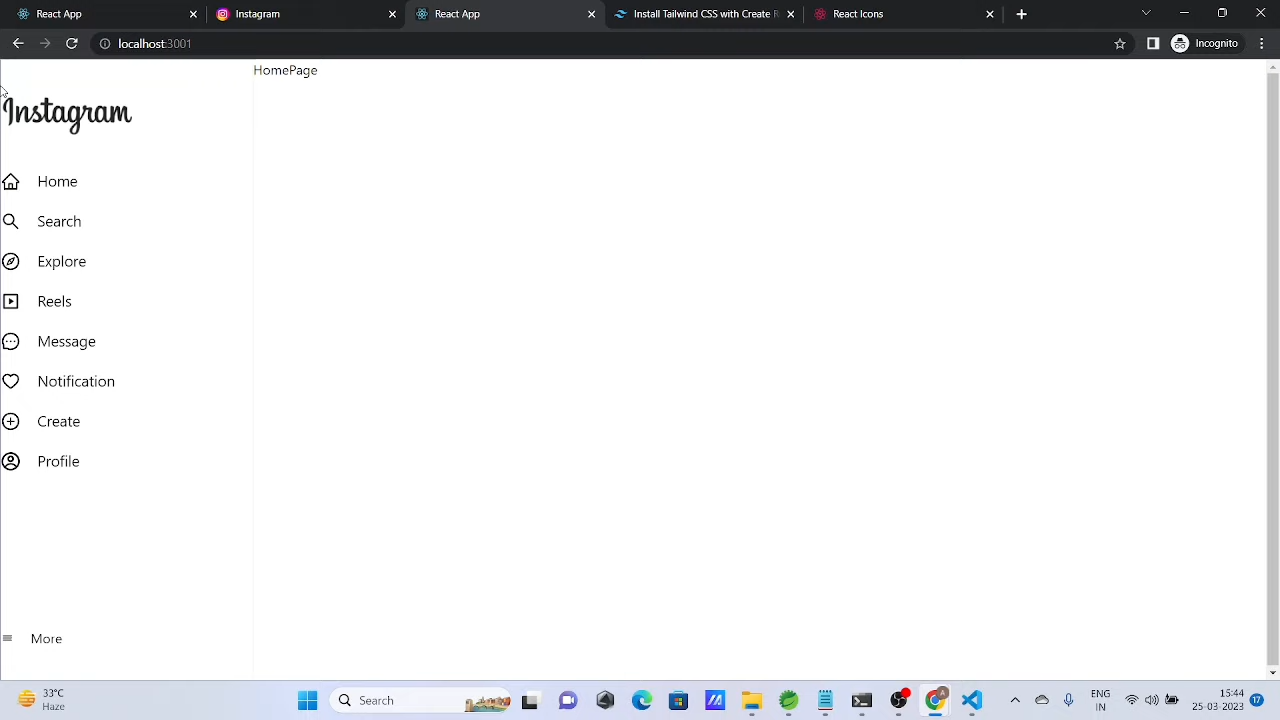 React App
Instagram
React App
Install Tailwind CSS with Create R
React Icons
localhost:3001
Incognito
HomePage
Instagram
Home
Search
Explore
Reels
Message
Notification
Create
Profile
More
33°C
Haze
Search
A
ENG
IN
15:44
25-03-2023
17